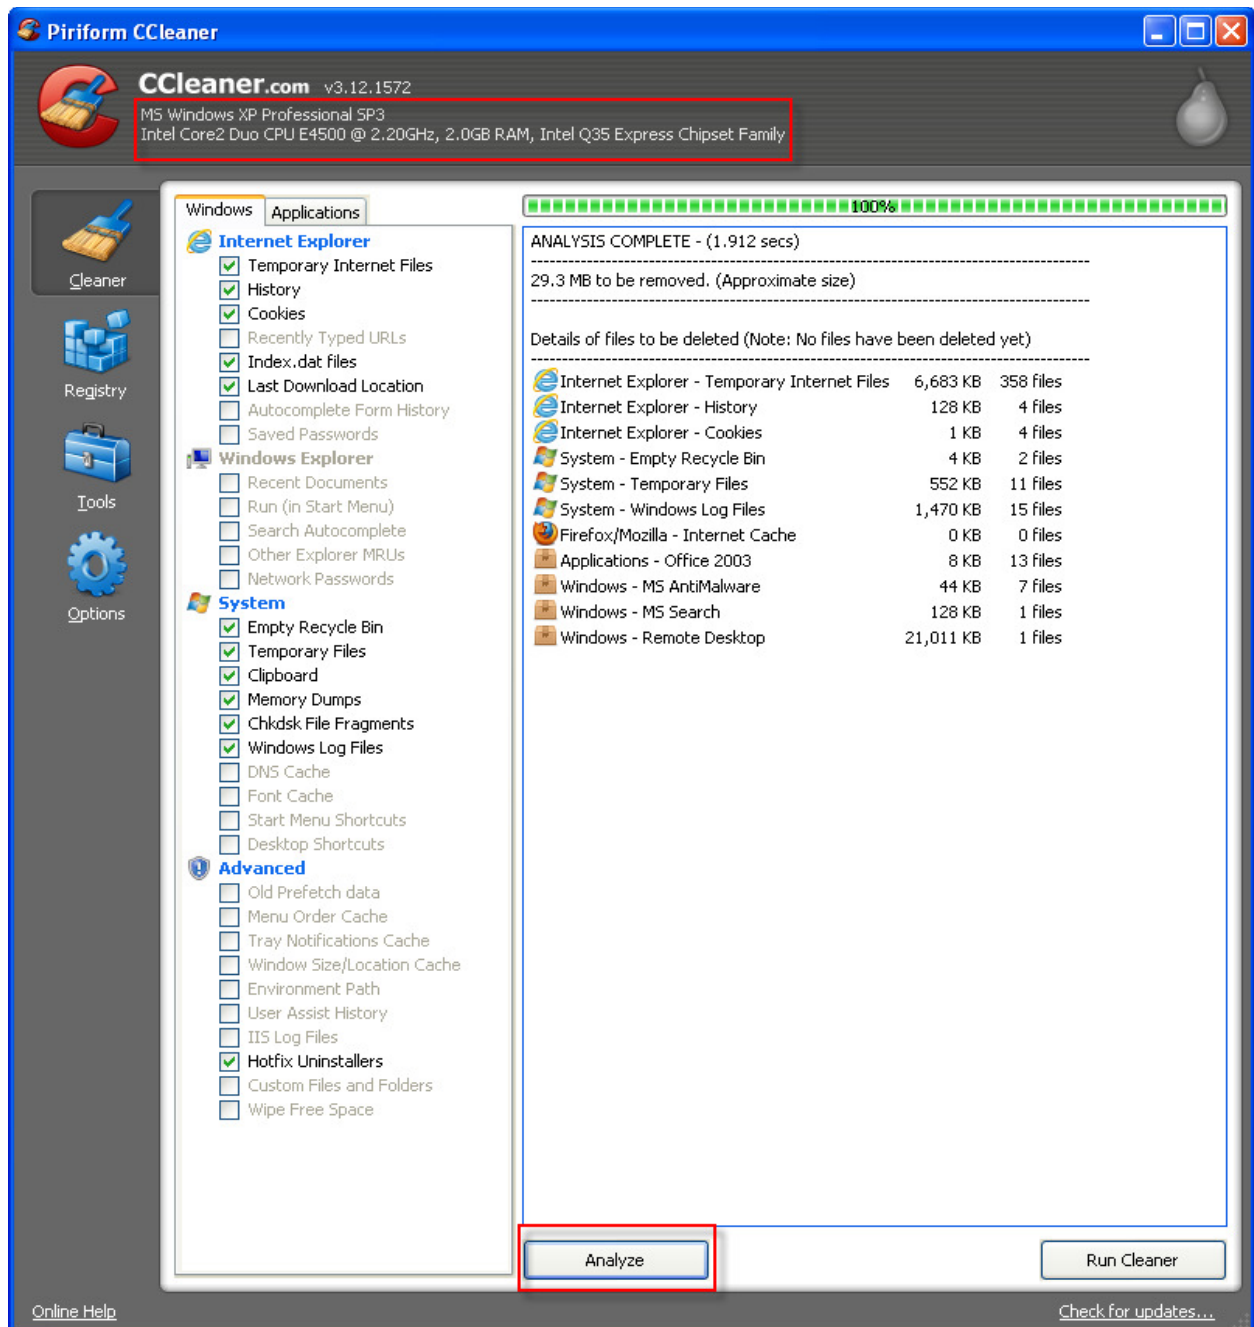 Piriform CCleaner
CCleaner.com v3.12.1572
MS Windows XP Professional SP3
Intel Core2 Duo CPU E4500 @ 2.20GHz, 2.0GB RAM, Intel Q35 Express Chipset Family
Cleaner
Registry
Tools
Options
Windows Applications
Internet Explorer
Temporary Internet Files
History
Cookies
Recently Typed URLs
Index.dat files
Last Download Location
Autocomplete Form History
Saved Passwords
Windows Explorer
Recent Documents
Run (in Start Menu)
Search Autocomplete
Other Explorer MRUs
Network Passwords
System
Empty Recycle Bin
Temporary Files
Clipboard
Memory Dumps
Chkdsk File Fragments
Windows Log Files
DNS Cache
Font Cache
Start Menu Shortcuts
Desktop Shortcuts
Advanced
Old Prefetch data
Menu Order Cache
Tray Notifications Cache
Window Size/Location Cache
Environment Path
User Assist History
IIS Log Files
Hotfix Uninstallers
Custom Files and Folders
Wipe Free Space
100%
ANALYSIS COMPLETE - (1.912 secs)
29.3 MB to be removed. (Approximate size)
Details of files to be deleted (Note: No files have been deleted yet)
Internet Explorer - Temporary Internet Files 6,683 KB 358 files
Internet Explorer - History 128 KB 4 files
Internet Explorer - Cookies 1 KB 4 files
System - Empty Recycle Bin 4 KB 2 files
System - Temporary Files 552 KB 11 files
System - Windows Log Files 1,470 KB 15 files
Firefox/Mozilla - Internet Cache 0 KB 0 files
Applications - Office 2003 8 KB 13 files
Windows - MS AntiMalware 44 KB 7 files
Windows - MS Search 128 KB 1 files
Windows - Remote Desktop 21,011 KB 1 files
Analyze
Run Cleaner
Online Help
Check for updates...